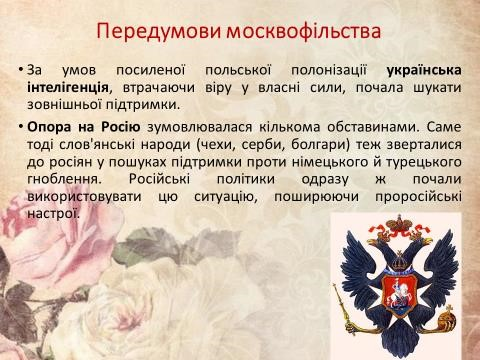 Передумови москвофільства
• За умов посиленої польської полонізації українська
інтелігенція, втрачаючи віру у власні сили, почала шукати
зовнішньої підтримки.
• Опора на Росію зумовлювалася кількома обставинами. Саме
тоді слов'янські народи (чехи, серби, болгари) теж зверталися
до росіян у пошуках підтримки проти німецького й турецького
гноблення. Російські політики одразу ж почали
використовувати цю ситуацію, поширюючи проросійські
настрої.